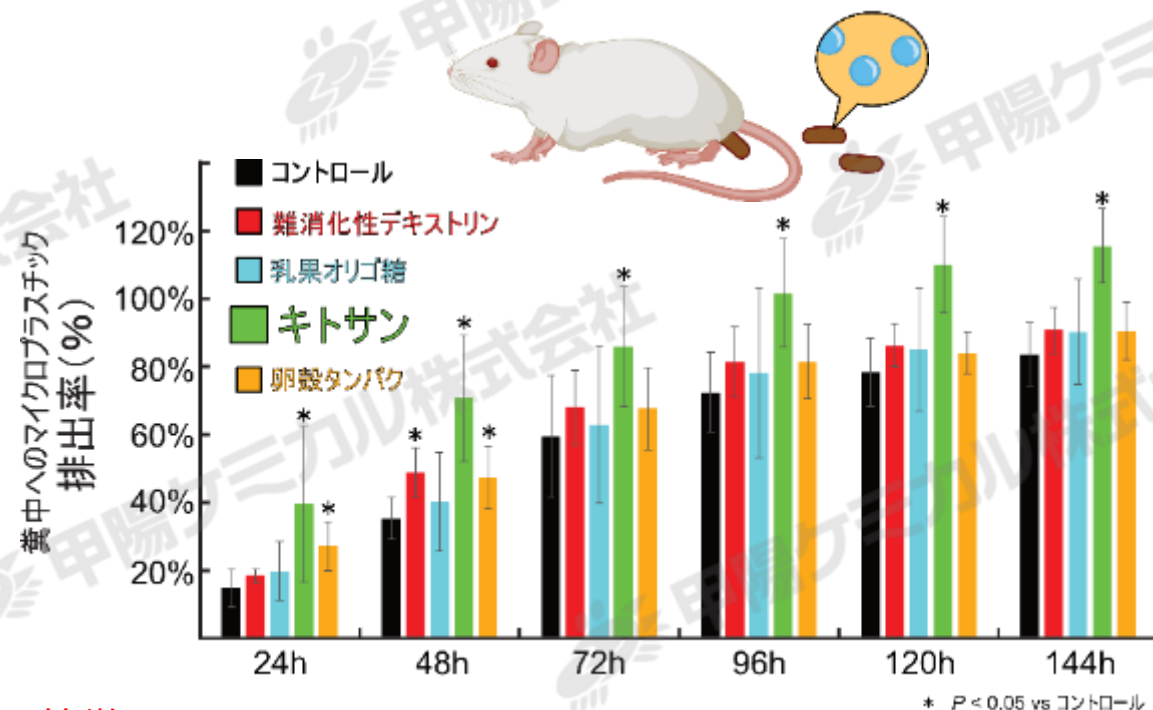 コントロール
難消化性デキストリン
乳果オリゴ糖
キトサン
卵殻タンパク
糞中へのマイクロプラスチック
排出率(%)
120%
100%
80%
60%
40%
20%
* * * * * * * * *
24h 48h 72h 96h 120h 144h
* P < 0.05 vs コントロール
甲陽ケミカル株式会社